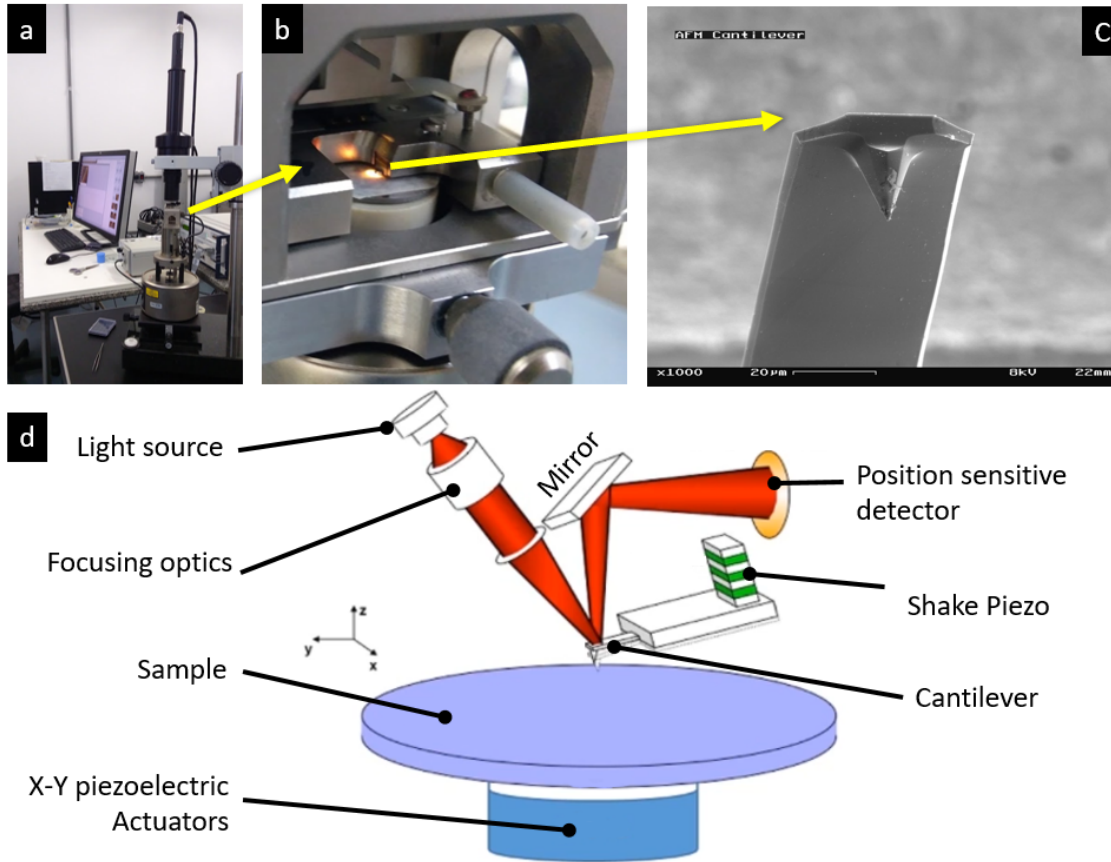 a
b
AFM Cantilever
C
x1000 20µm 8kV 22mm
d
Light source
Mirror
Position sensitive
detector
Focusing optics
Shake Piezo
z
y
x
Sample
Cantilever
X-Y piezoelectric
Actuators